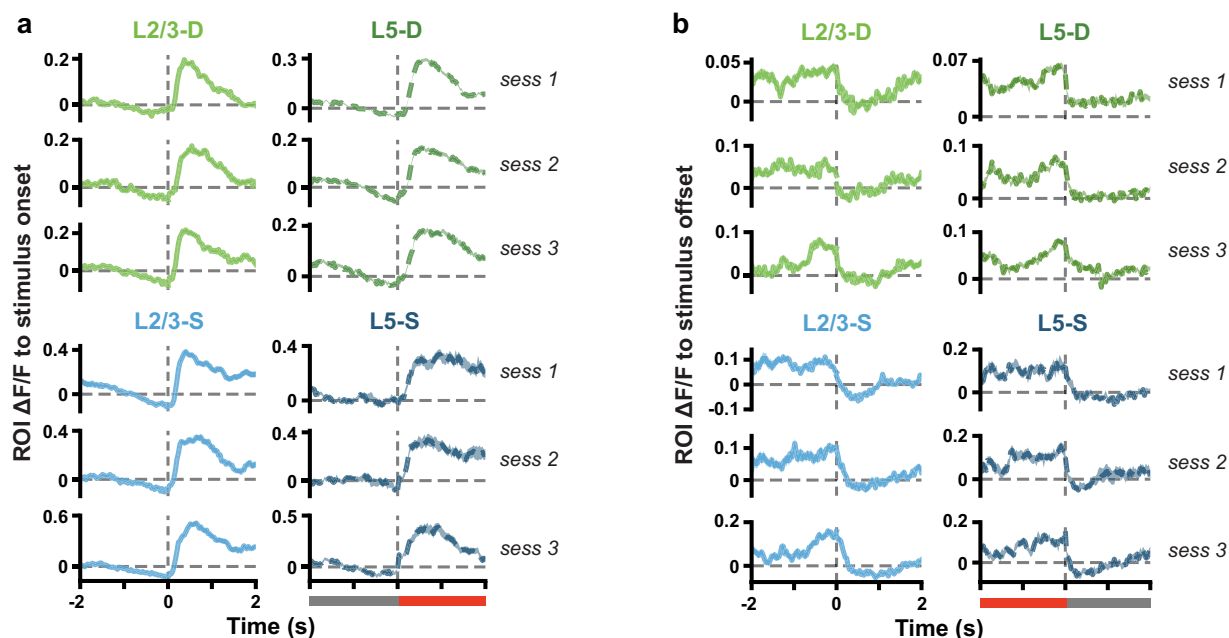 a
L2/3-D
L5-D
ROI ΔF/F to stimulus onset
0.2
0
0.3
0
sess 1
0.2
0
0.2
0
sess 2
0.2
0
0.2
0
sess 3
L2/3-S
L5-S
0.4
0
0.4
0
sess 1
0.4
0
0.4
0
sess 2
0.6
0
0.5
0
sess 3
-2
0
2
Time (s)
b
L2/3-D
L5-D
ROI ΔF/F to stimulus offset
0.05
0
0.07
0
sess 1
0.1
0
0.1
0
sess 2
0.1
0
0.1
0
sess 3
L2/3-S
L5-S
0.1
0
-0.1
0.2
0
sess 1
0.1
0
0.2
0
sess 2
0.2
0
0.2
0
sess 3
-2
0
2
Time (s)